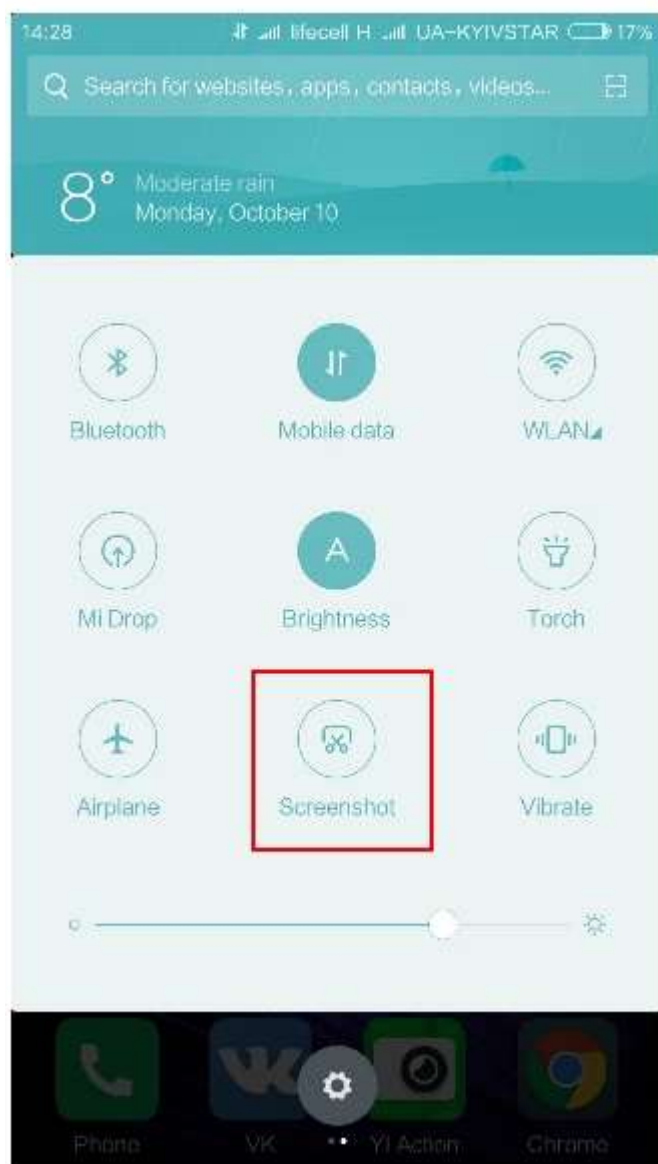 14:28 lifecell H UA-KYIVSTAR 17%
Search for websites, apps, contacts, videos...
8° Moderate rain
Monday, October 10
Bluetooth Mobile data WLAN
A
Mi Drop Brightness Torch
Airplane Screenshot Vibrate
Phone VK Yi Action Chrome